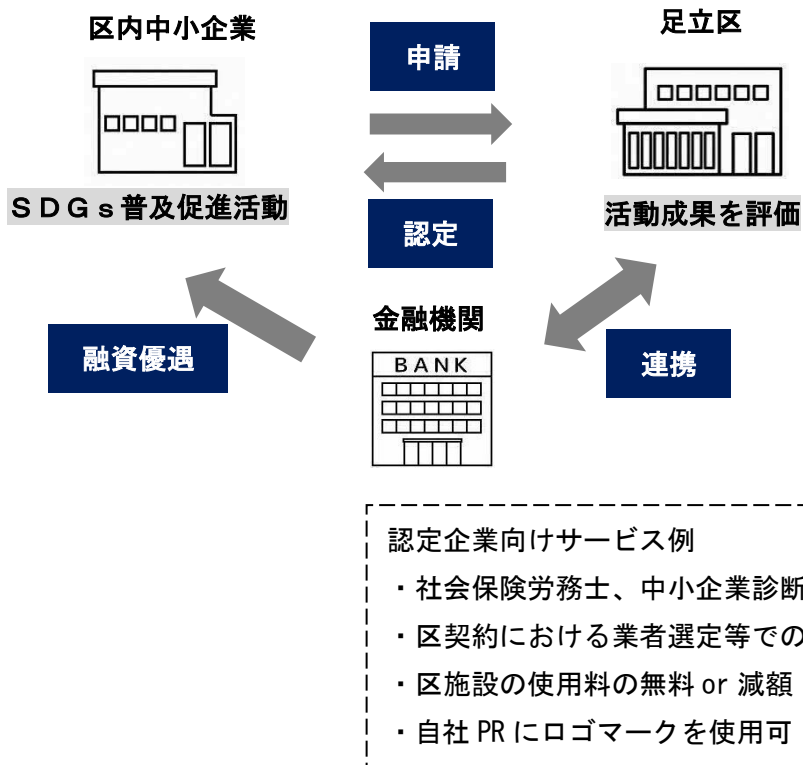 区内中小企業
足立区
申請
ＳＤＧｓ普及促進活動
活動成果を評価
認定
金融機関
融資優遇
BANK
連携
認定企業向けサービス例
・社会保険労務士、中小企業診断
・区契約における業者選定等での
・区施設の使用料の無料 or 減額
・自社 PR にロゴマークを使用可